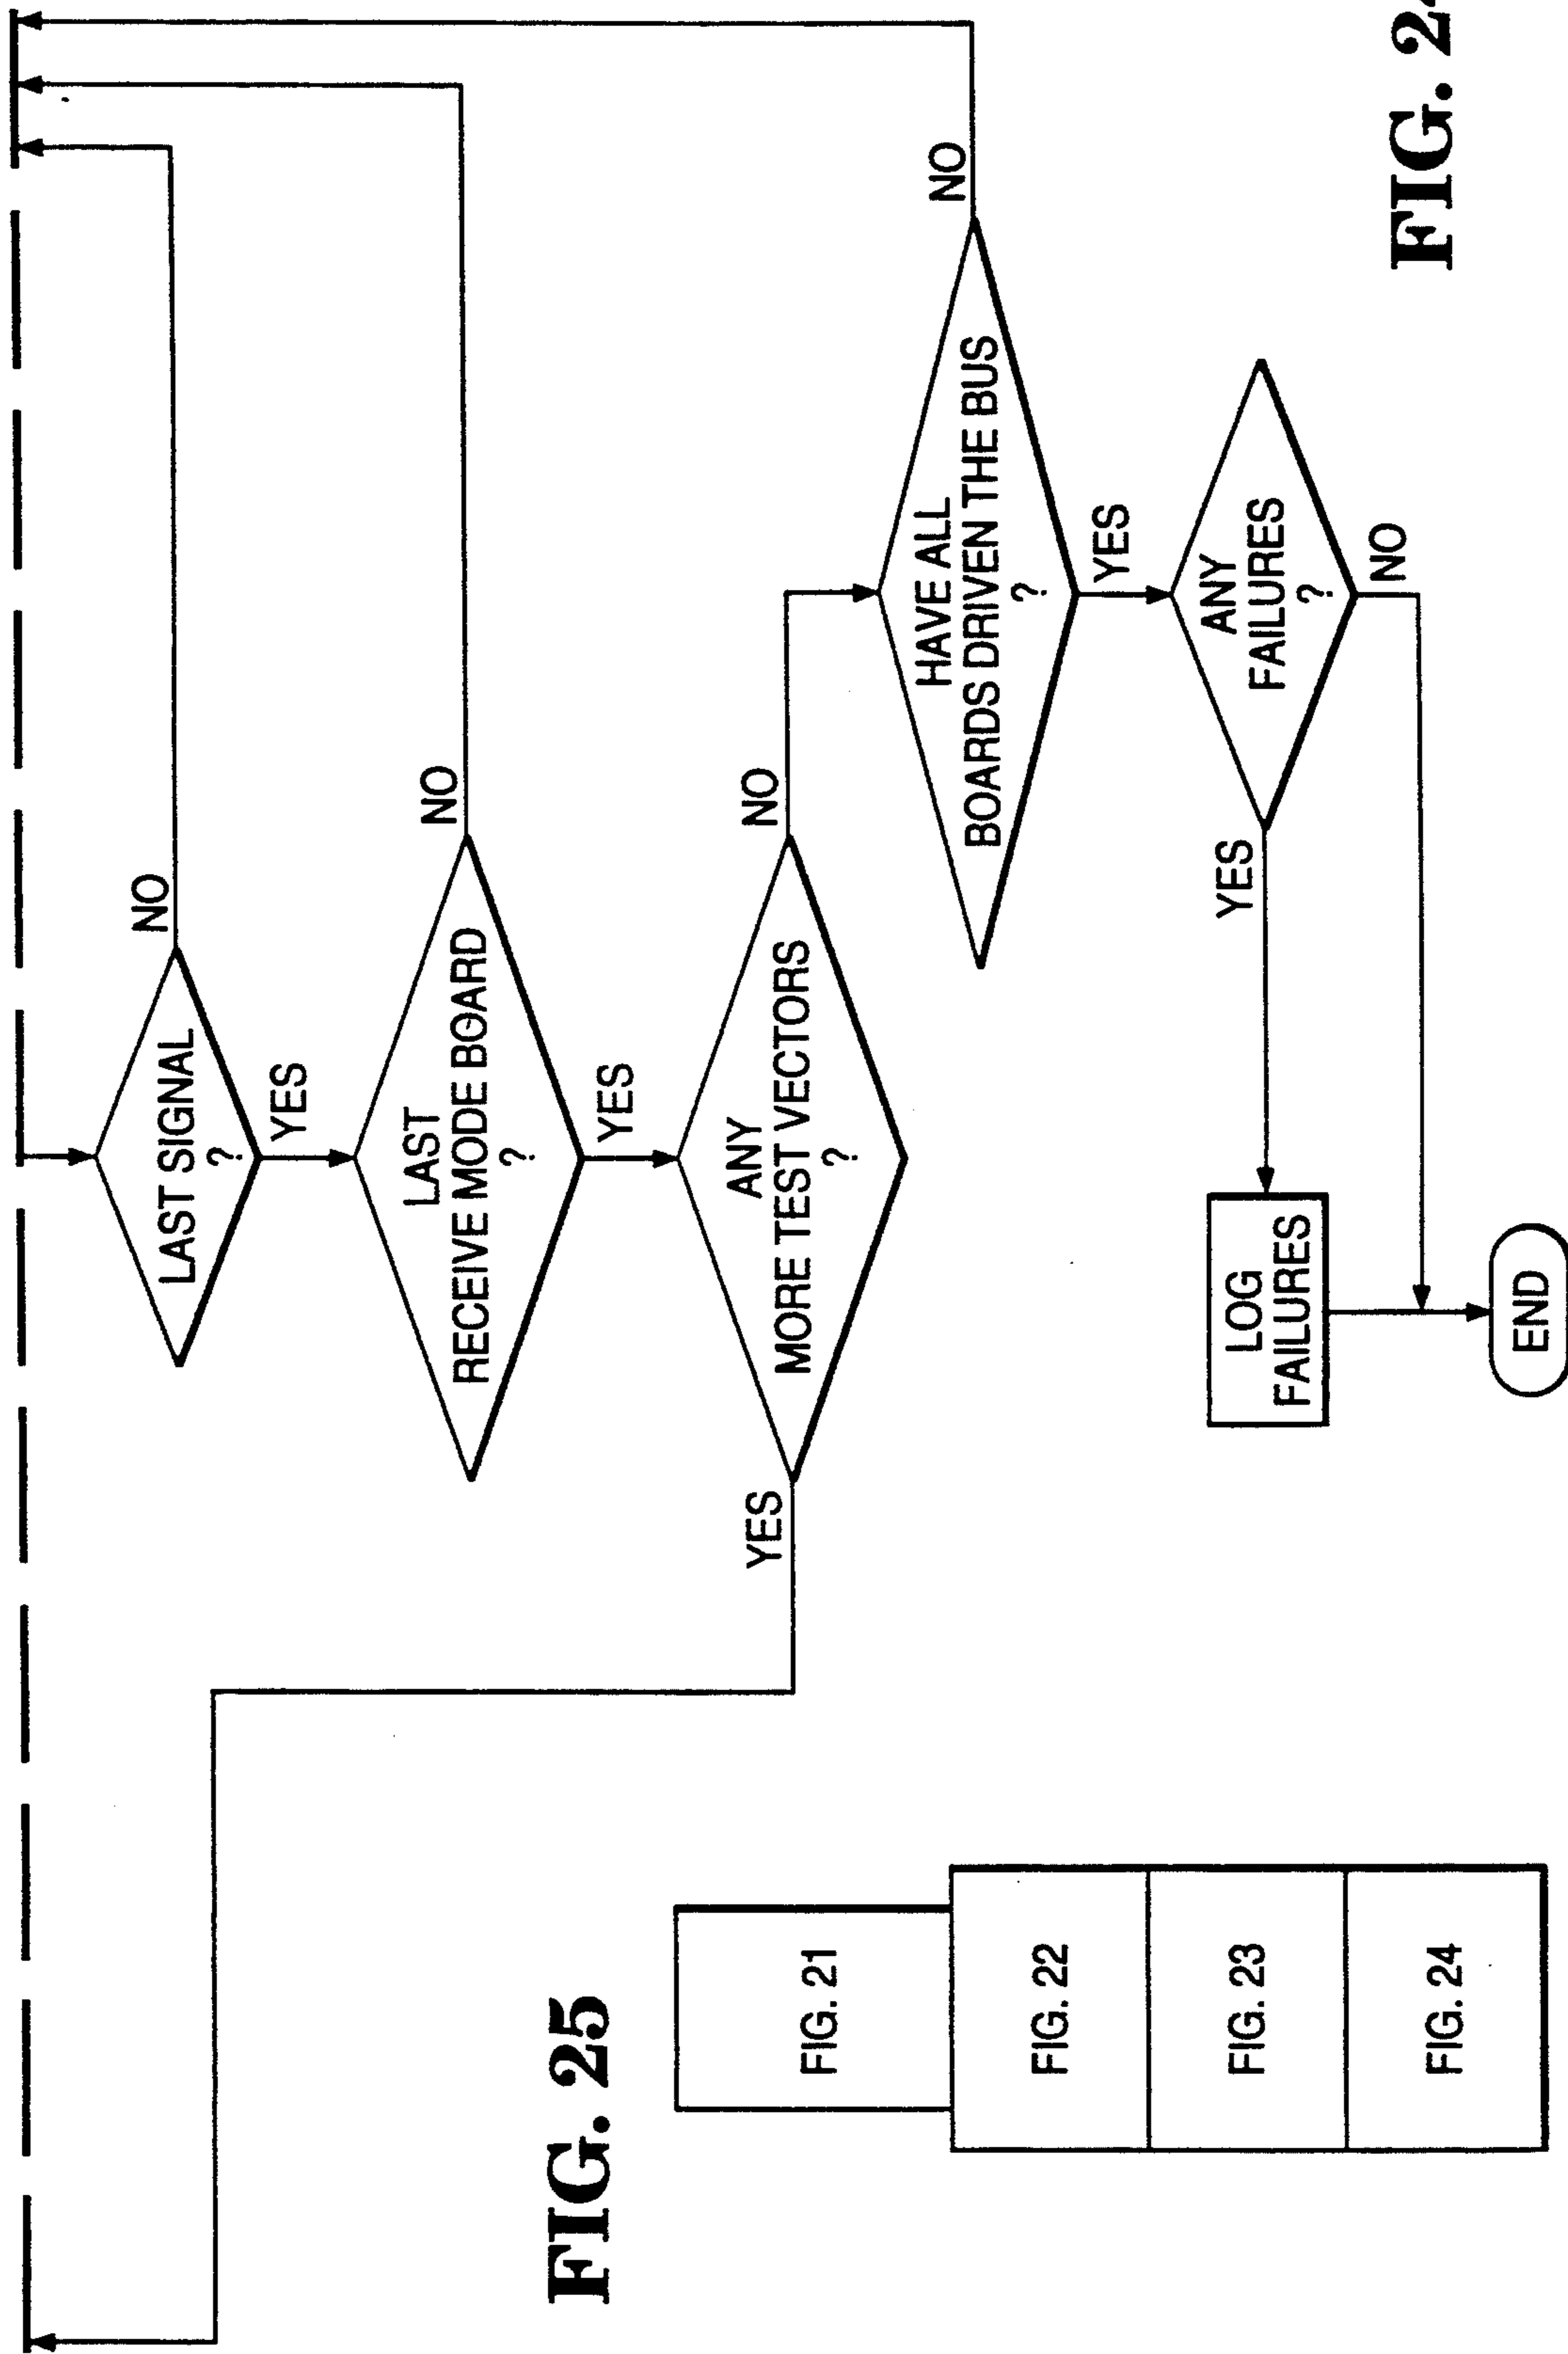 NO
LAST SIGNAL
?
YES
NO
LAST
RECEIVE MODE BOARD
?
YES
YES
NO
ANY
MORE TEST VECTORS
?
NO
HAVE ALL
BOARDS DRIVEN THE BUS
?
YES
YES
ANY
FAILURES
?
NO
LOG
FAILURES
END
FIG. 25
FIG. 21
FIG. 22
FIG. 23
FIG. 24
FIG. 2